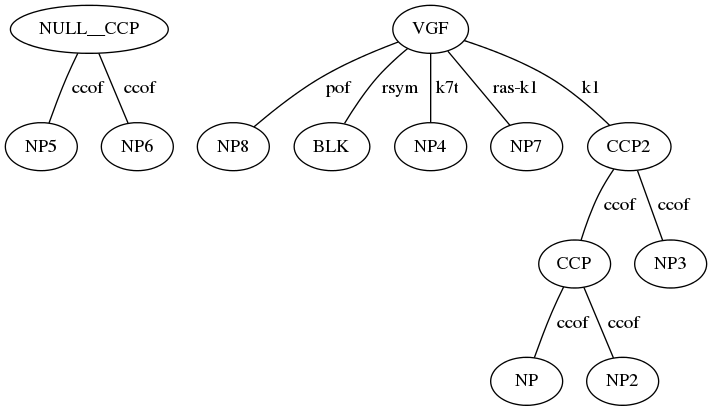 NULL__CCP VGF
ccof ccof pof rsym k7t ras-k1 k1
NP5 NP6 NP8 BLK NP4 NP7 CCP2
ccof ccof
CCP NP3
ccof ccof
NP NP2